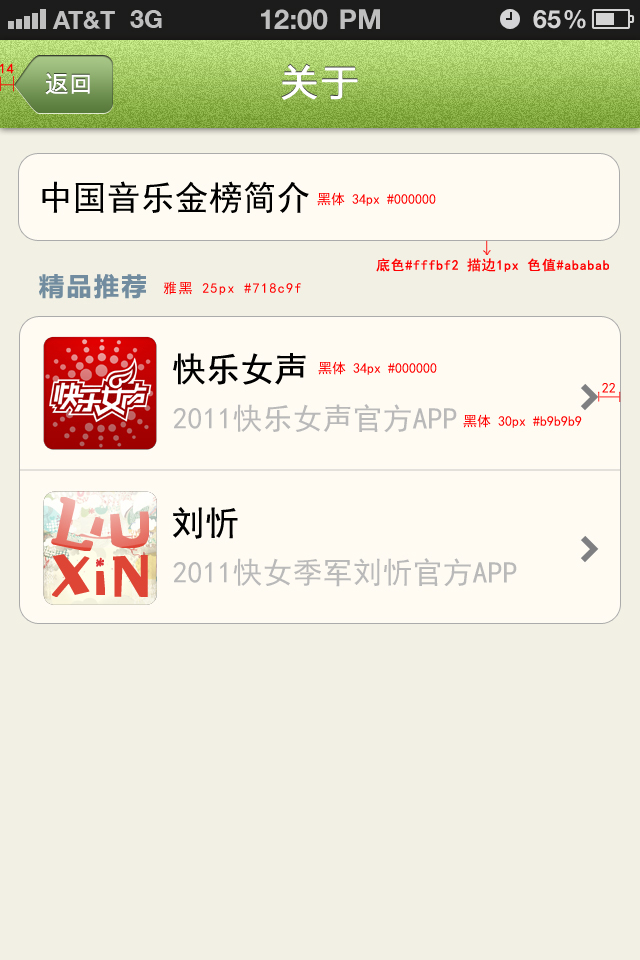 AT&T 3G 12:00 PM 65%
14
返回
关于
中国音乐金榜简介 黑体 34px #000000
底色#fffbf2 描边1px 色值#ababab
精品推荐 雅黑 25px #718c9f
快乐女声
快乐女声 黑体 34px #000000
22
2011快乐女声官方APP 黑体 30px #b9b9b9
LIU
XiN
刘忻
2011快女季军刘忻官方APP